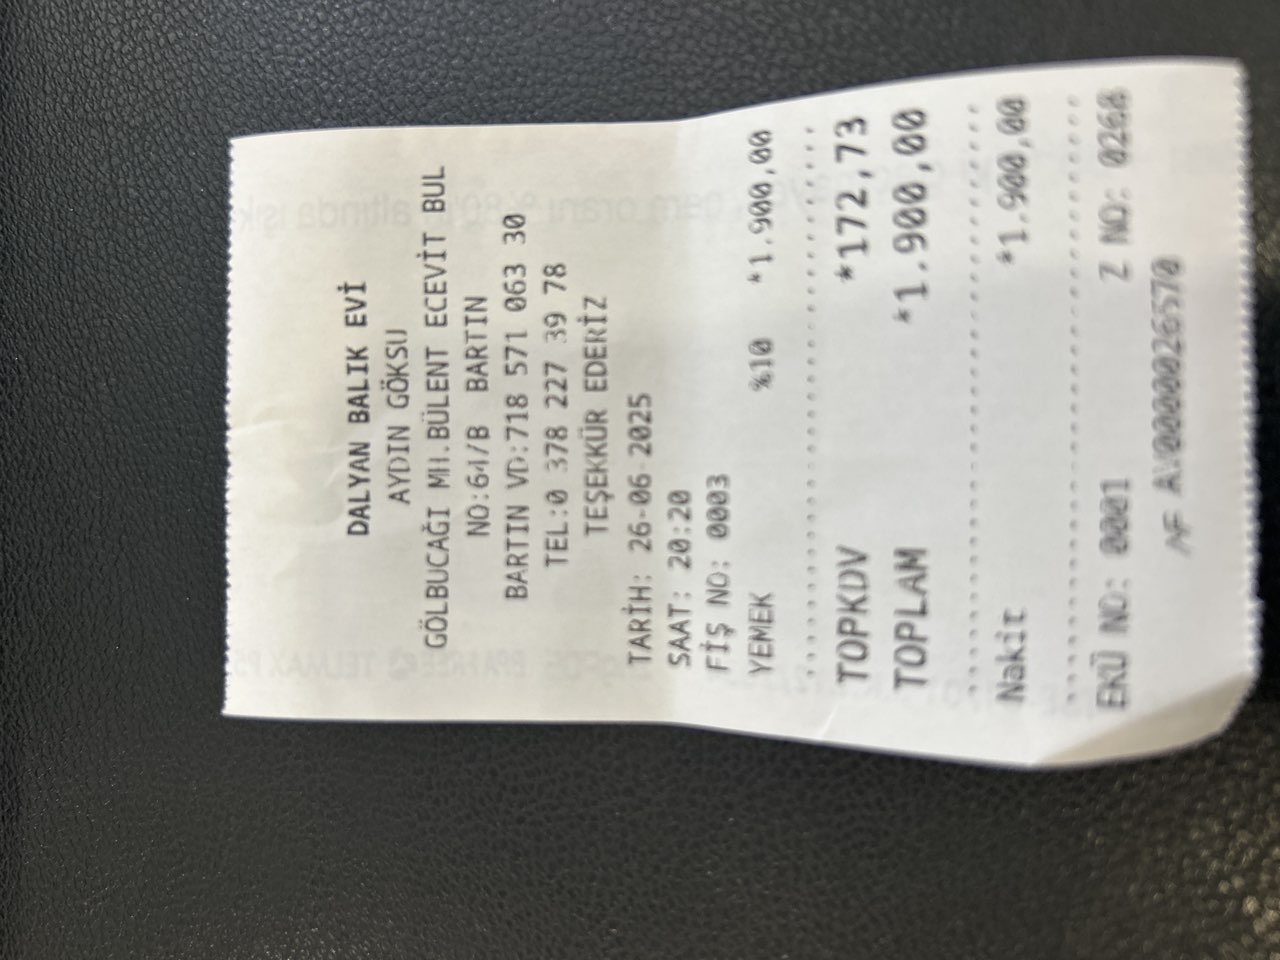 DALYAN BALIK EVİ
AYDIN GÖKSU
GÖLBUCAĞI MH.BÜLENT ECEVİT BUL
NO:64/B BARTIN
BARTIN VD:718 571 063 30
TEL:0 378 227 39 78
TEŞEKKÜR EDERİZ
TARİH: 26-06-2025
SAAT: 20:20
FİŞ NO: 0003
YEMEK %10 *1.900,00
TOPKDV *172,73
TOPLAM *1.900,00
Nakit *1.900,00
EKÜ NO: 0001 Z NO: 0268
AV0000026570